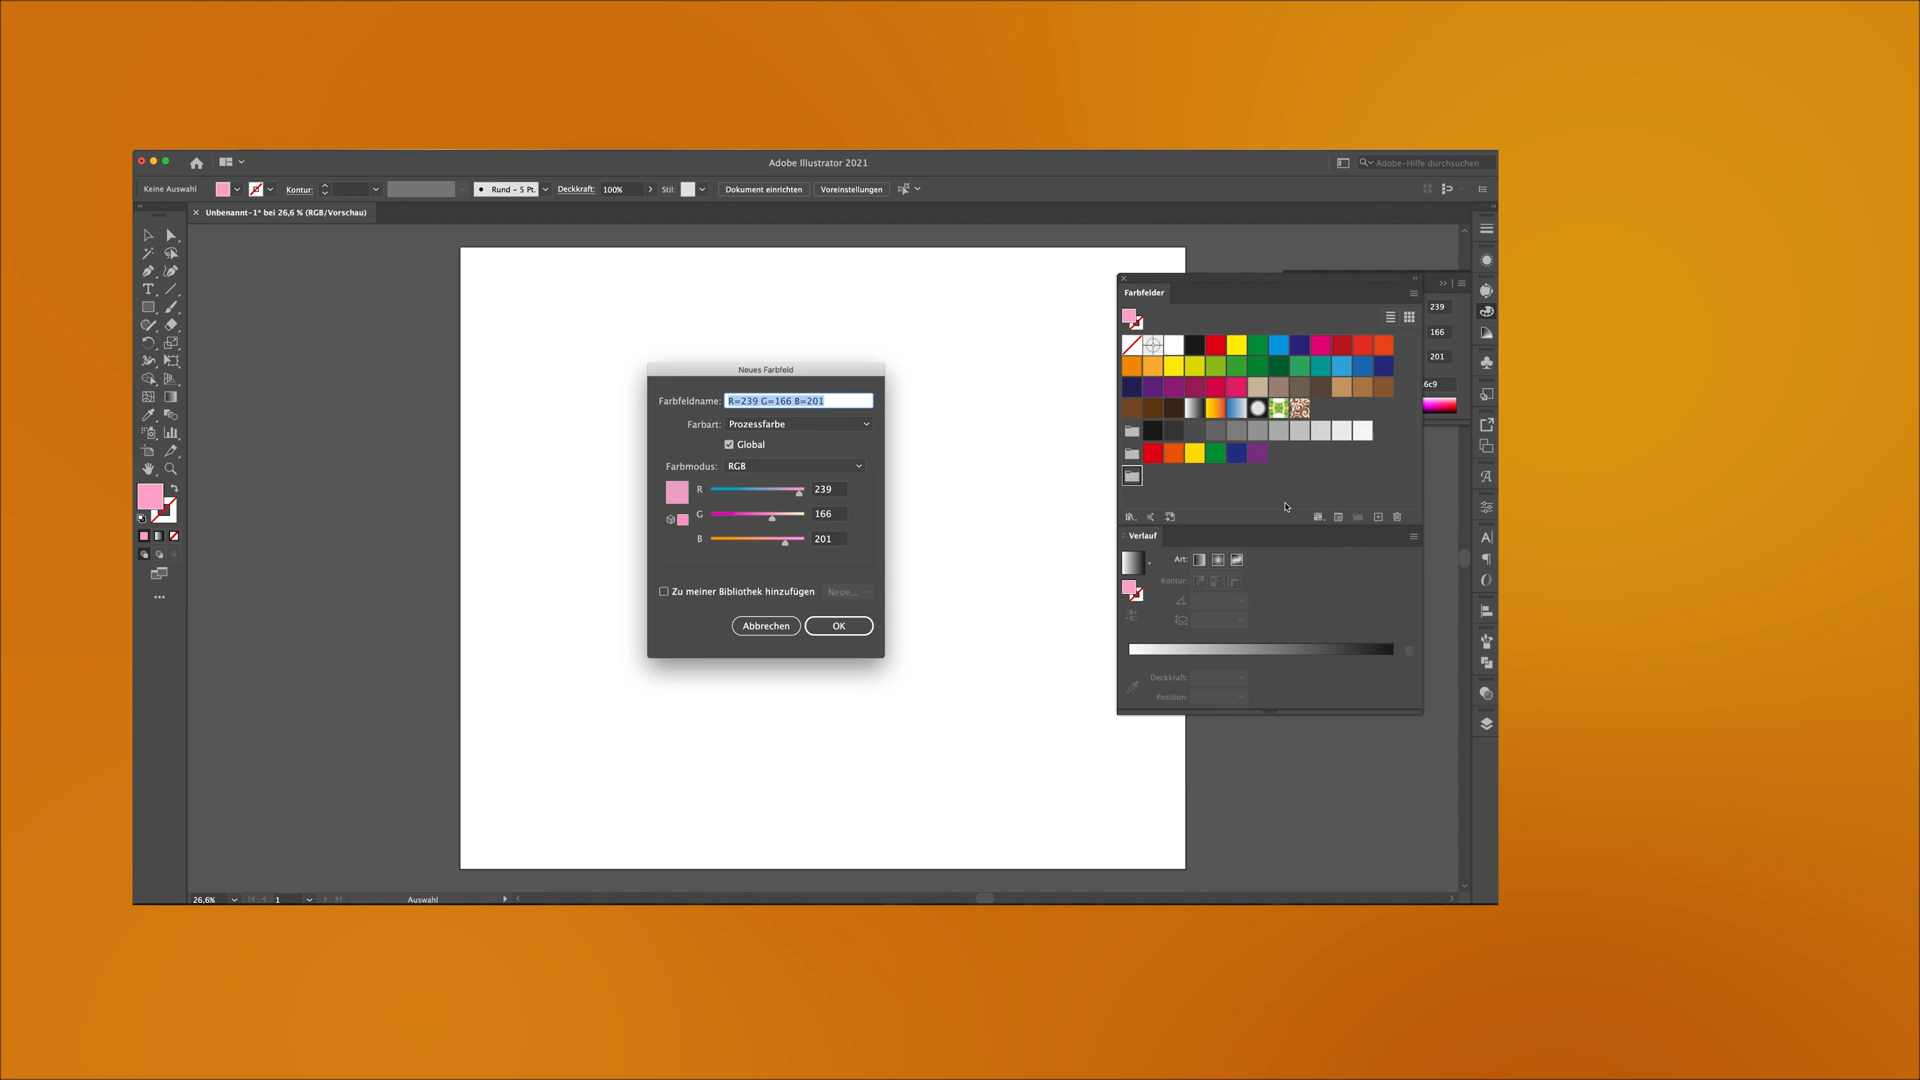 Adobe Illustrator 2021
Adobe-Hilfe durchsuchen
Keine Auswahl
Kontur:
Rund - 5 Pt.
Deckkraft:
100%
Stil:
Dokument einrichten
Voreinstellungen
Unbenannt-1* bei 26,6 % (RGB/Vorschau)
Farbfelder
239
166
201
6c9
Neues Farbfeld
Farbfeldname: R=239 G=166 B=201
Farbart: Prozessfarbe
Global
Farbmodus: RGB
R 239
G 166
B 201
Zu meiner Bibliothek hinzufügen
Neue...
Abbrechen
OK
Verlauf
Art:
Kontur:
Deckkraft:
Position:
26,6%
1
Auswahl